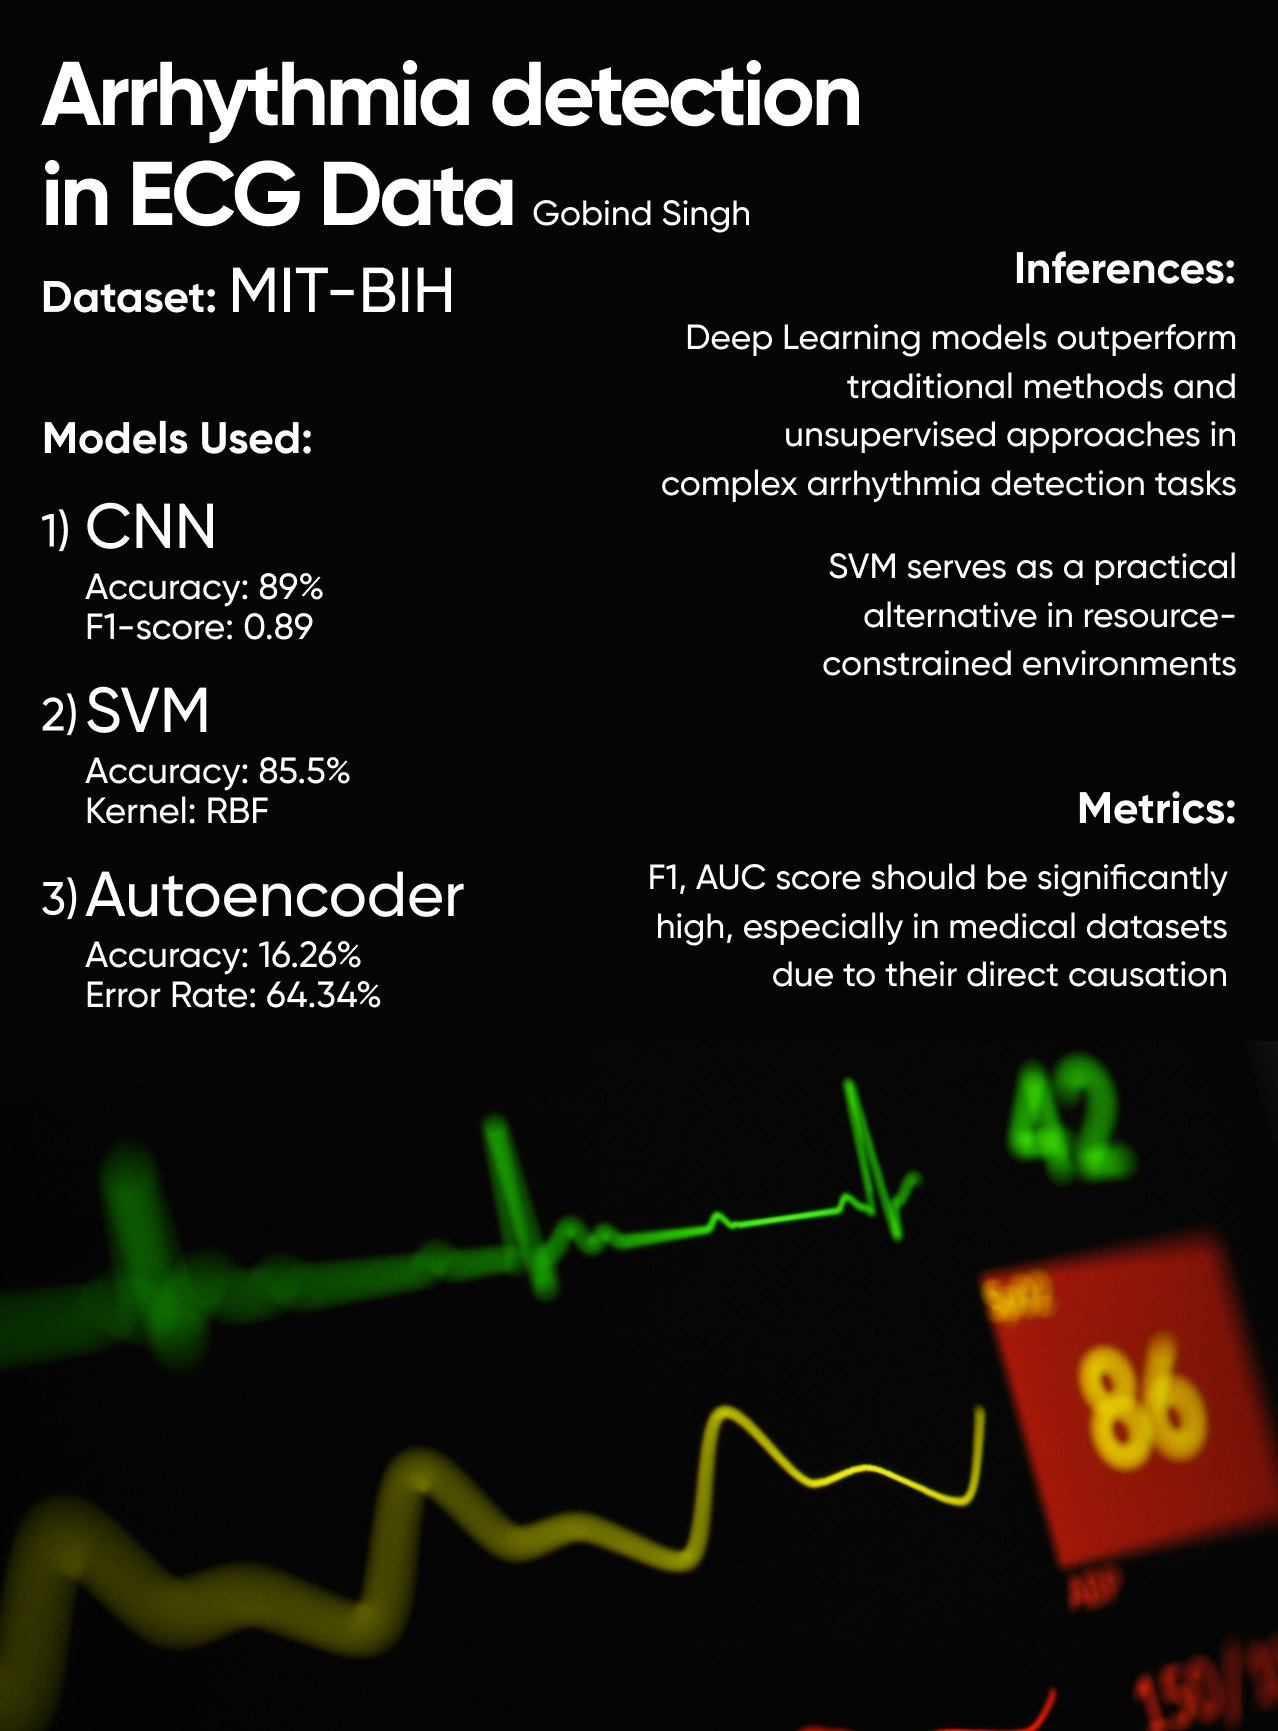 Arrhythmia detection
in ECG Data Gobind Singh
Dataset: MIT-BIH
Models Used:
1) CNN
Accuracy: 89%
F1-score: 0.89
2) SVM
Accuracy: 85.5%
Kernel: RBF
3) Autoencoder
Accuracy: 16.26%
Error Rate: 64.34%
Inferences:
Deep Learning models outperform
traditional methods and
unsupervised approaches in
complex arrhythmia detection tasks
SVM serves as a practical
alternative in resource-
constrained environments
Metrics:
F1, AUC score should be significantly
high, especially in medical datasets
due to their direct causation
42
SpO2
86
ABP
150/